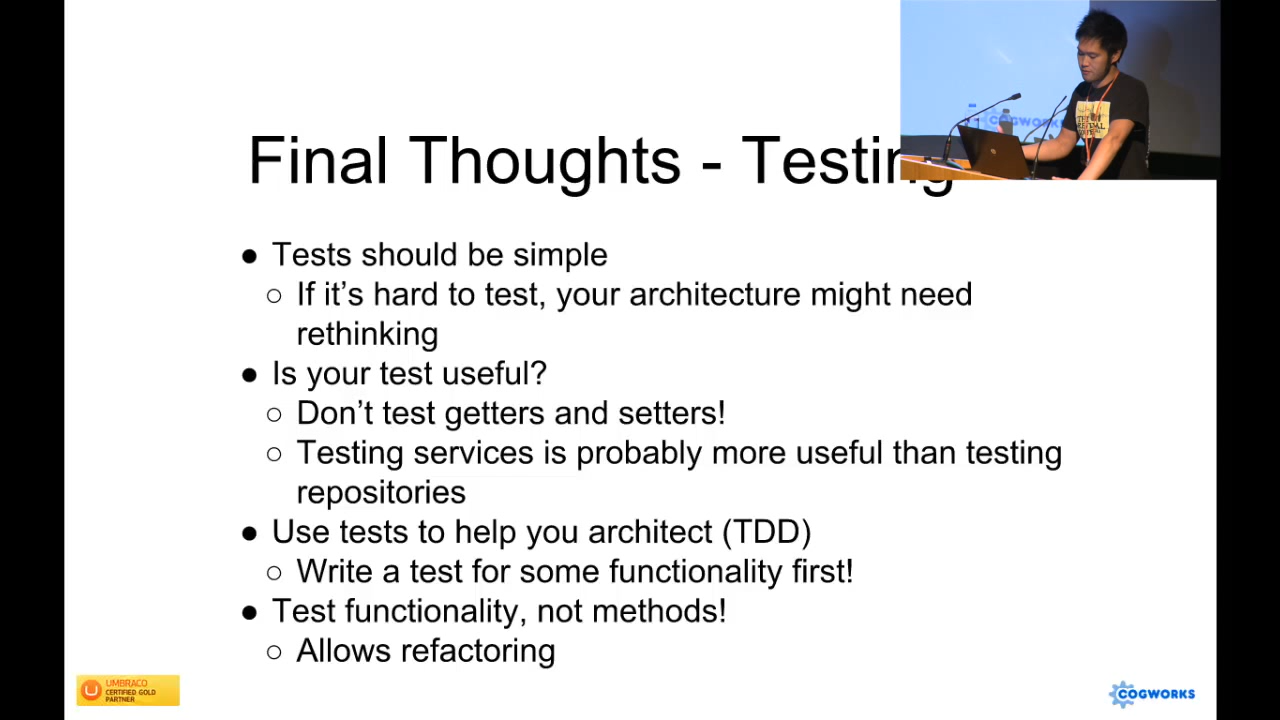 Final Thoughts - Testing
● Tests should be simple
○ If it's hard to test, your architecture might need
rethinking
● Is your test useful?
○ Don't test getters and setters!
○ Testing services is probably more useful than testing
repositories
● Use tests to help you architect (TDD)
○ Write a test for some functionality first!
● Test functionality, not methods!
○ Allows refactoring
UMBRACO
CERTIFIED GOLD
PARTNER
COGWORKS
COGWORK